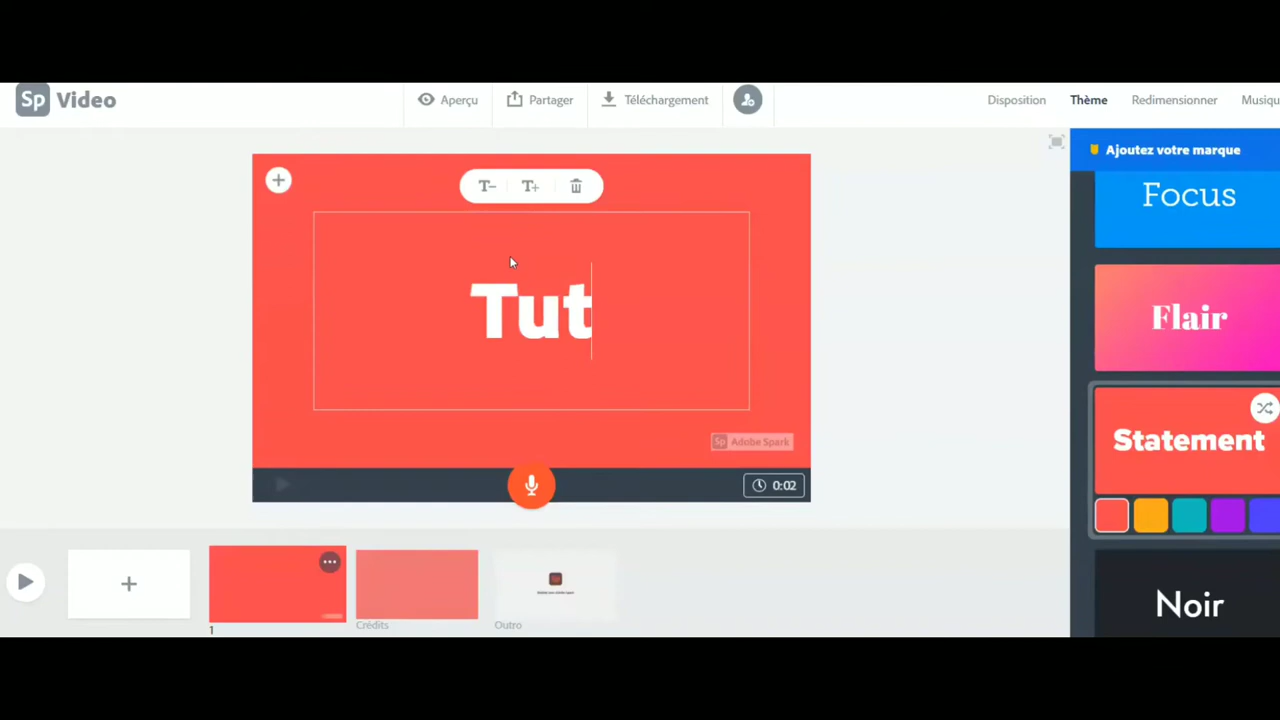 Sp Video
Aperçu
Partager
Téléchargement
Disposition
Thème
Redimensionner
Musiqu
Ajoutez votre marque
T-
T+
Tut
Sp Adobe Spark
0:02
Focus
Flair
Statement
Noir
1
Crédits
Outro